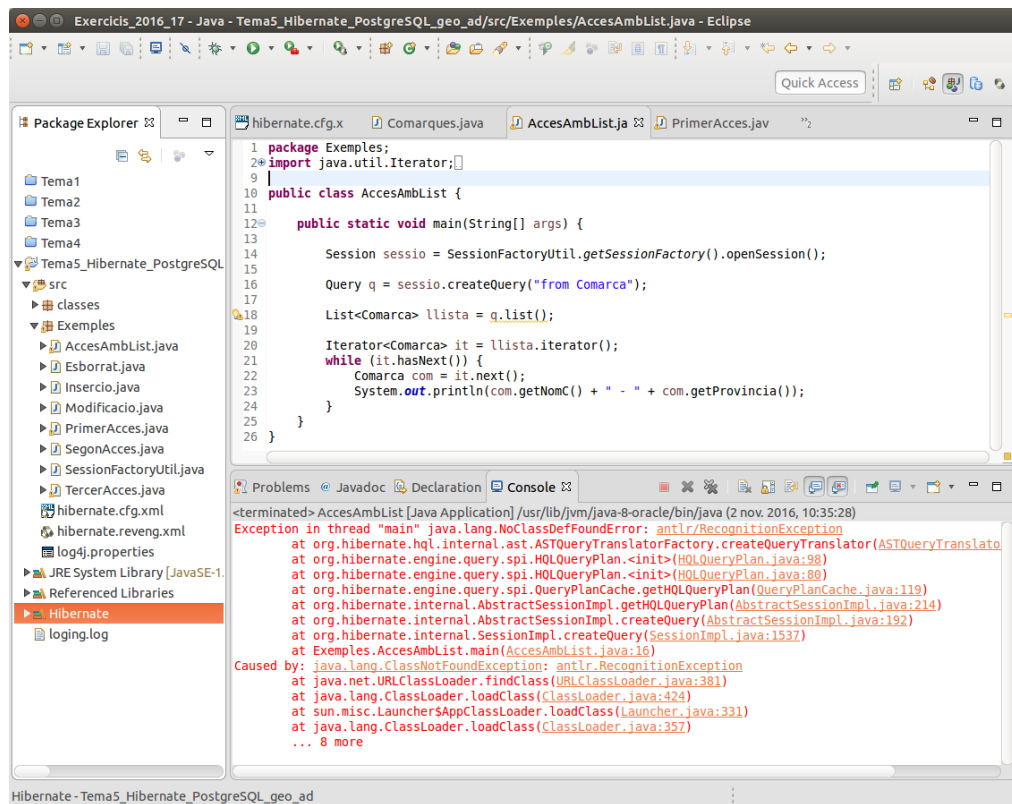 Exercicis_2016_17 - Java - Tema5_Hibernate_PostgreSQL_geo_ad/src/Exemples/AccesAmbList.java - Eclipse
Quick Access
Package Explorer
Tema1
Tema2
Tema3
Tema4
Tema5_Hibernate_PostgreSQL
src
classes
Exemples
AccesAmbList.java
Esborrat.java
Insercio.java
Modificacio.java
PrimerAcces.java
SegonAcces.java
SessionFactoryUtil.java
TercerAcces.java
hibernate.cfg.xml
hibernate.reveng.xml
log4j.properties
JRE System Library [JavaSE-1.
Referenced Libraries
Hibernate
loging.log
hibernate.cfg.x Comarques.java AccesAmbList.ja PrimerAcces.jav »2
1 package Exemples;
2 import java.util.Iterator;
9
10 public class AccesAmbList {
11
12 public static void main(String[] args) {
13
14 Session sessio = SessionFactoryUtil.getSessionFactory().openSession();
15
16 Query q = sessio.createQuery("from Comarca");
17
18 List<Comarca> llista = q.list();
19
20 Iterator<Comarca> it = llista.iterator();
21 while (it.hasNext()) {
22 Comarca com = it.next();
23 System.out.println(com.getNomC() + " - " + com.getProvincia());
24 }
25 }
26 }
Problems @ Javadoc Declaration Console
<terminated> AccesAmbList [Java Application] /usr/lib/jvm/java-8-oracle/bin/java (2 nov. 2016, 10:35:28)
Exception in thread "main" java.lang.NoClassDefFoundError: antlr/RecognitionException
at org.hibernate.hql.internal.ast.ASTQueryTranslatorFactory.createQueryTranslator(ASTQueryTranslato
at org.hibernate.engine.query.spi.HQLQueryPlan.<init>(HQLQueryPlan.java:98)
at org.hibernate.engine.query.spi.HQLQueryPlan.<init>(HQLQueryPlan.java:80)
at org.hibernate.engine.query.spi.QueryPlanCache.getHQLQueryPlan(QueryPlanCache.java:119)
at org.hibernate.internal.AbstractSessionImpl.getHQLQueryPlan(AbstractSessionImpl.java:214)
at org.hibernate.internal.AbstractSessionImpl.createQuery(AbstractSessionImpl.java:192)
at org.hibernate.internal.SessionImpl.createQuery(SessionImpl.java:1537)
at Exemples.AccesAmbList.main(AccesAmbList.java:16)
Caused by: java.lang.ClassNotFoundException: antlr.RecognitionException
at java.net.URLClassLoader.findClass(URLClassLoader.java:381)
at java.lang.ClassLoader.loadClass(ClassLoader.java:424)
at sun.misc.Launcher$AppClassLoader.loadClass(Launcher.java:331)
at java.lang.ClassLoader.loadClass(ClassLoader.java:357)
... 8 more
Hibernate - Tema5_Hibernate_PostgreSQL_geo_ad